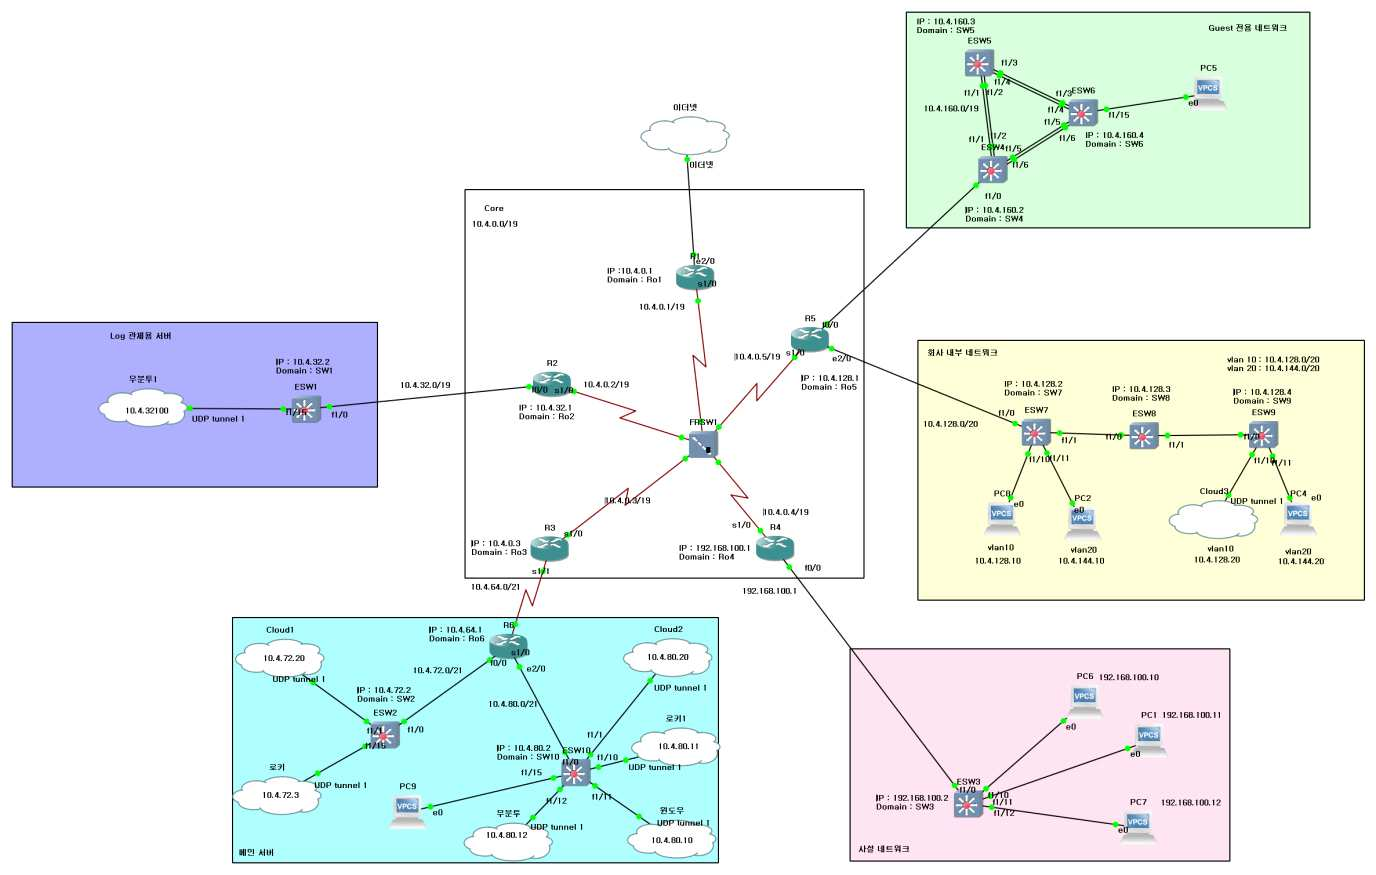 IP : 10.4.160.3
Domain : SW5
Guest 전용 네트워크
ESW5
f1/3
f1/4
f1/1
f1/2
10.4.160.0/19
ESW6
f1/3
f1/4
f1/5
f1/6
f1/15
IP : 10.4.160.4
Domain : SW6
PC5
VPCS
e0
f1/2
f1/1
ESW4
f1/5
f1/6
f1/0
IP : 10.4.160.2
Domain : SW4
이더넷
이더넷
Core
10.4.0.0/19
R1
e2/0
IP :10.4.0.1
Domain : Ro1
s1/0
10.4.0.1/19
R5
f0/0
s1/0
e2/0
10.4.0.5/19
IP : 10.4.128.1
Domain : Ro5
R2
f0/0
s1/0
10.4.0.2/19
IP : 10.4.32.1
Domain : Ro2
FRSW1
10.4.0.3/19
R3
s1/0
IP : 10.4.0.3
Domain : Ro3
s1/1
10.4.64.0/21
10.4.0.4/19
s1/0
R4
IP : 192.168.100.1
Domain : Ro4
f0/0
192.168.100.1
Log 관제용 서버
IP : 10.4.32.2
Domain : SW1
우분투1
10.4.32100
UDP tunnel 1
ESW1
f1/15
f1/0
10.4.32.0/19
회사 내부 네트워크
vlan 10 : 10.4.128.0/20
vlan 20 : 10.4.144.0/20
IP : 10.4.128.2
Domain : SW7
IP : 10.4.128.3
Domain : SW8
IP : 10.4.128.4
Domain : SW9
f1/0
ESW7
ESW8
ESW9
10.4.128.0/20
f1/1
f1/0
f1/1
f1/0
f1/10
f1/11
f1/10
f1/11
PC8
e0
VPCS
vlan10
10.4.128.10
PC2
e0
VPCS
vlan20
10.4.144.10
Cloud3
UDP tunnel 1
vlan10
10.4.128.20
PC4
e0
VPCS
vlan20
10.4.144.20
Cloud1
10.4.72.20
UDP tunnel 1
IP : 10.4.64.1
Domain : Ro6
R6
s1/0
f0/0
e2/0
10.4.72.0/21
IP : 10.4.72.2
Domain : SW2
ESW2
f1/1
f1/0
f1/15
로키
10.4.72.3
UDP tunnel 1
10.4.80.0/21
Cloud2
10.4.80.20
UDP tunnel 1
f1/1
로키1
10.4.80.11
UDP tunnel 1
IP : 10.4.80.2
Domain : SW10
ESW10
f1/0
f1/10
f1/15
f1/12
f1/11
PC9
VPCS
e0
우분투
10.4.80.12
UDP tunnel 1
윈도우
UDP tunnel 1
10.4.80.10
메인 서버
PC6
192.168.100.10
VPCS
e0
PC1
192.168.100.11
VPCS
e0
PC7
192.168.100.12
VPCS
e0
ESW3
f1/0
f1/10
f1/11
f1/12
IP : 192.168.100.2
Domain : SW3
사설 네트워크